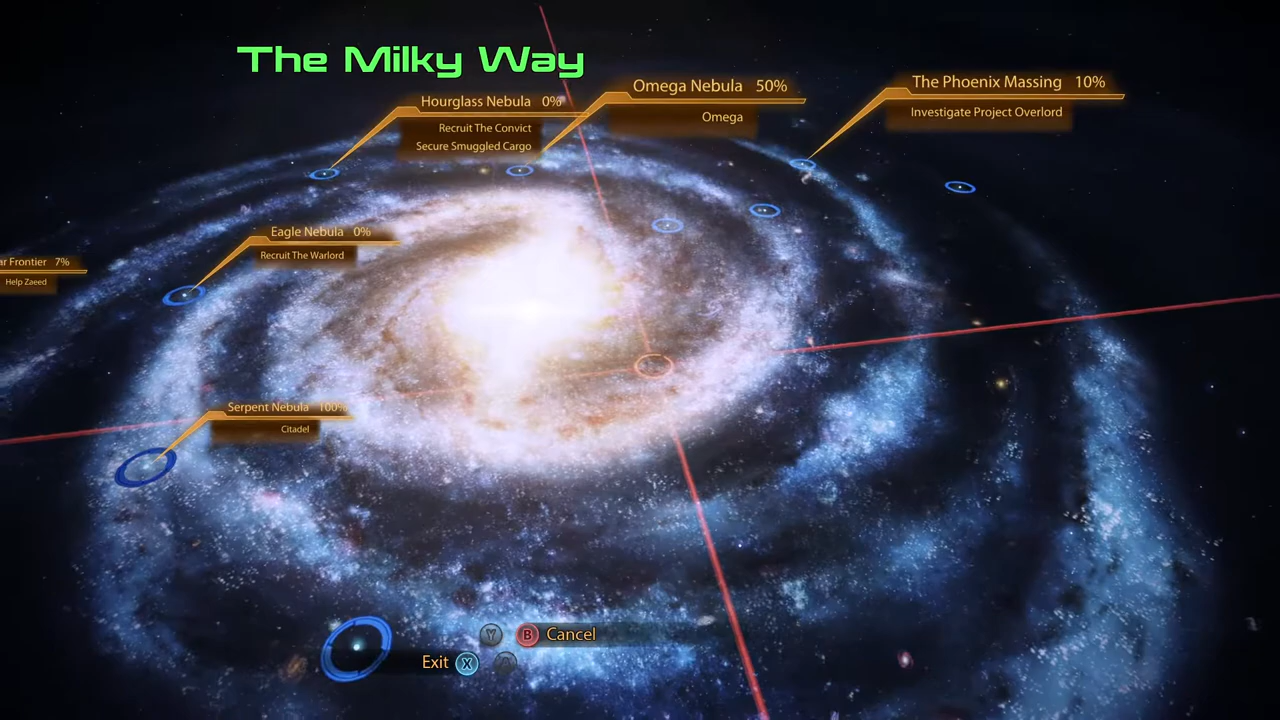 The Milky Way
Hourglass Nebula 0%
Recruit The Convict
Secure Smuggled Cargo
Omega Nebula 50%
Omega
The Phoenix Massing 10%
Investigate Project Overlord
Eagle Nebula 0%
Recruit The Warlord
Frontier 7%
Help Zaeed
Serpent Nebula 100%
Citadel
Y B Cancel
Exit X A